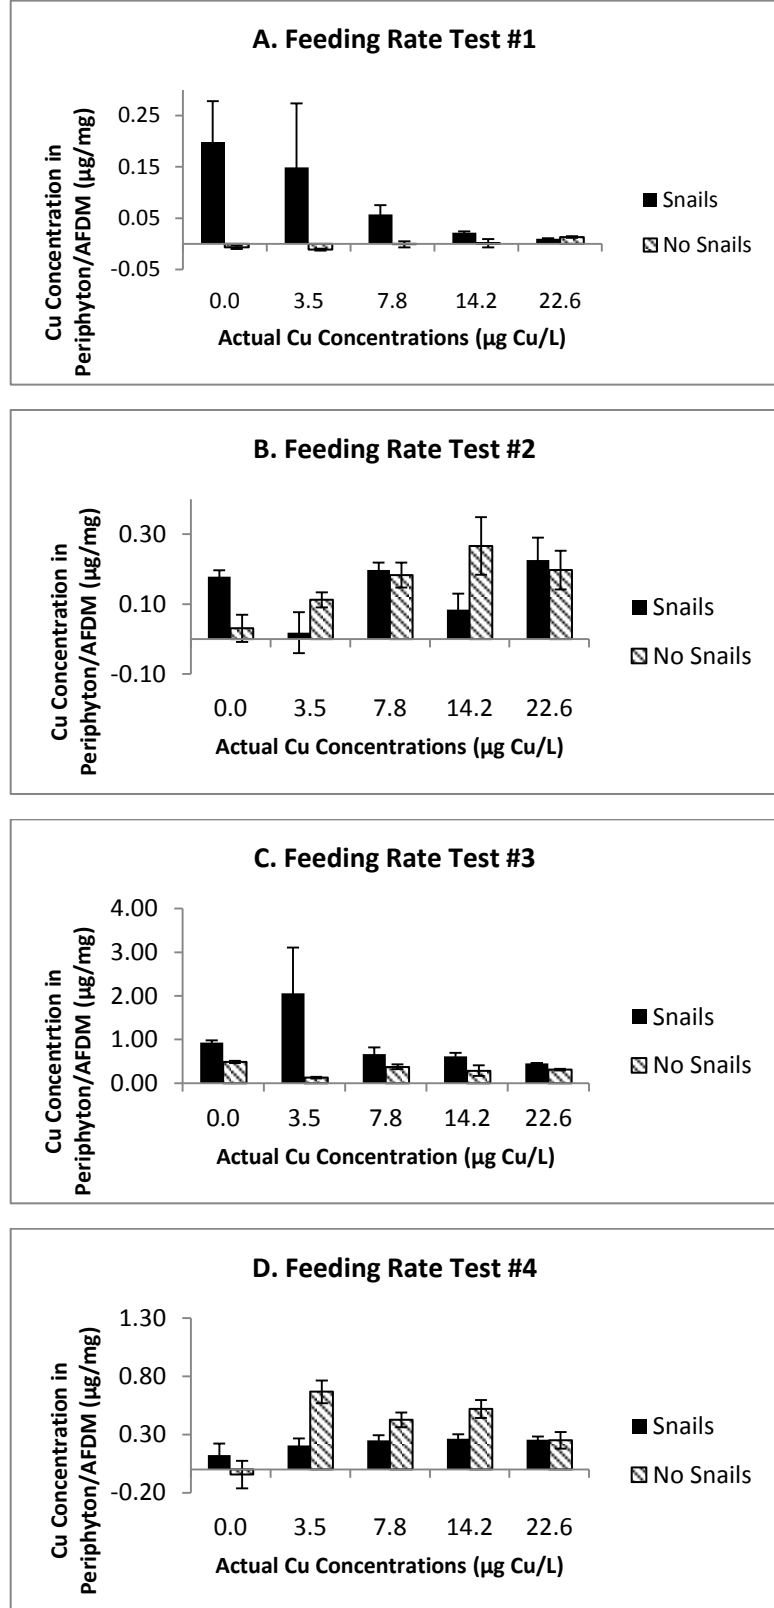 A. Feeding Rate Test #1
Cu Concentration in
Periphyton/AFDM (µg/mg)
0.25
0.15
0.05
-0.05
0.0 3.5 7.8 14.2 22.6
Actual Cu Concentrations (µg Cu/L)
Snails
No Snails
B. Feeding Rate Test #2
Cu Concentration in
Periphyton/AFDM (µg/mg)
0.30
0.10
-0.10
0.0 3.5 7.8 14.2 22.6
Actual Cu Concentrations (µg Cu/L)
Snails
No Snails
C. Feeding Rate Test #3
Cu Concentrtion in
Periphyton/AFDM (µg/mg)
4.00
3.00
2.00
1.00
0.00
0.0 3.5 7.8 14.2 22.6
Actual Cu Concentration (µg Cu/L)
Snails
No Snails
D. Feeding Rate Test #4
Cu Concentration in
Periphyton/AFDM (µg/mg)
1.30
0.80
0.30
-0.20
0.0 3.5 7.8 14.2 22.6
Actual Cu Concentrations (µg Cu/L)
Snails
No Snails